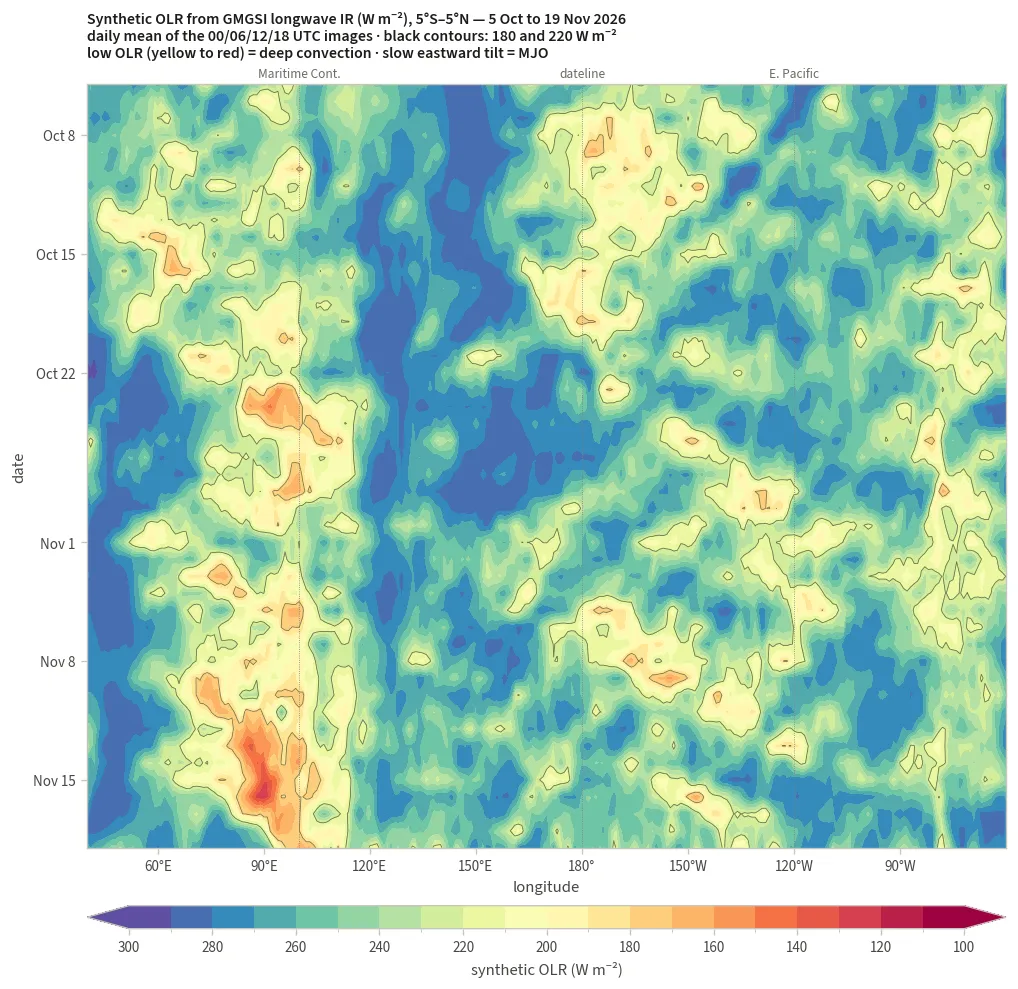 Synthetic OLR from GMGSI longwave IR (W m⁻²), 5°S–5°N — 5 Oct to 19 Nov 2026
daily mean of the 00/06/12/18 UTC images · black contours: 180 and 220 W m⁻²
low OLR (yellow to red) = deep convection · slow eastward tilt = MJO
Maritime Cont. dateline E. Pacific
Oct 8
Oct 15
Oct 22
date
Nov 1
Nov 8
Nov 15
60°E 90°E 120°E 150°E 180° 150°W 120°W 90°W
longitude
300 280 260 240 220 200 180 160 140 120 100
synthetic OLR (W m⁻²)